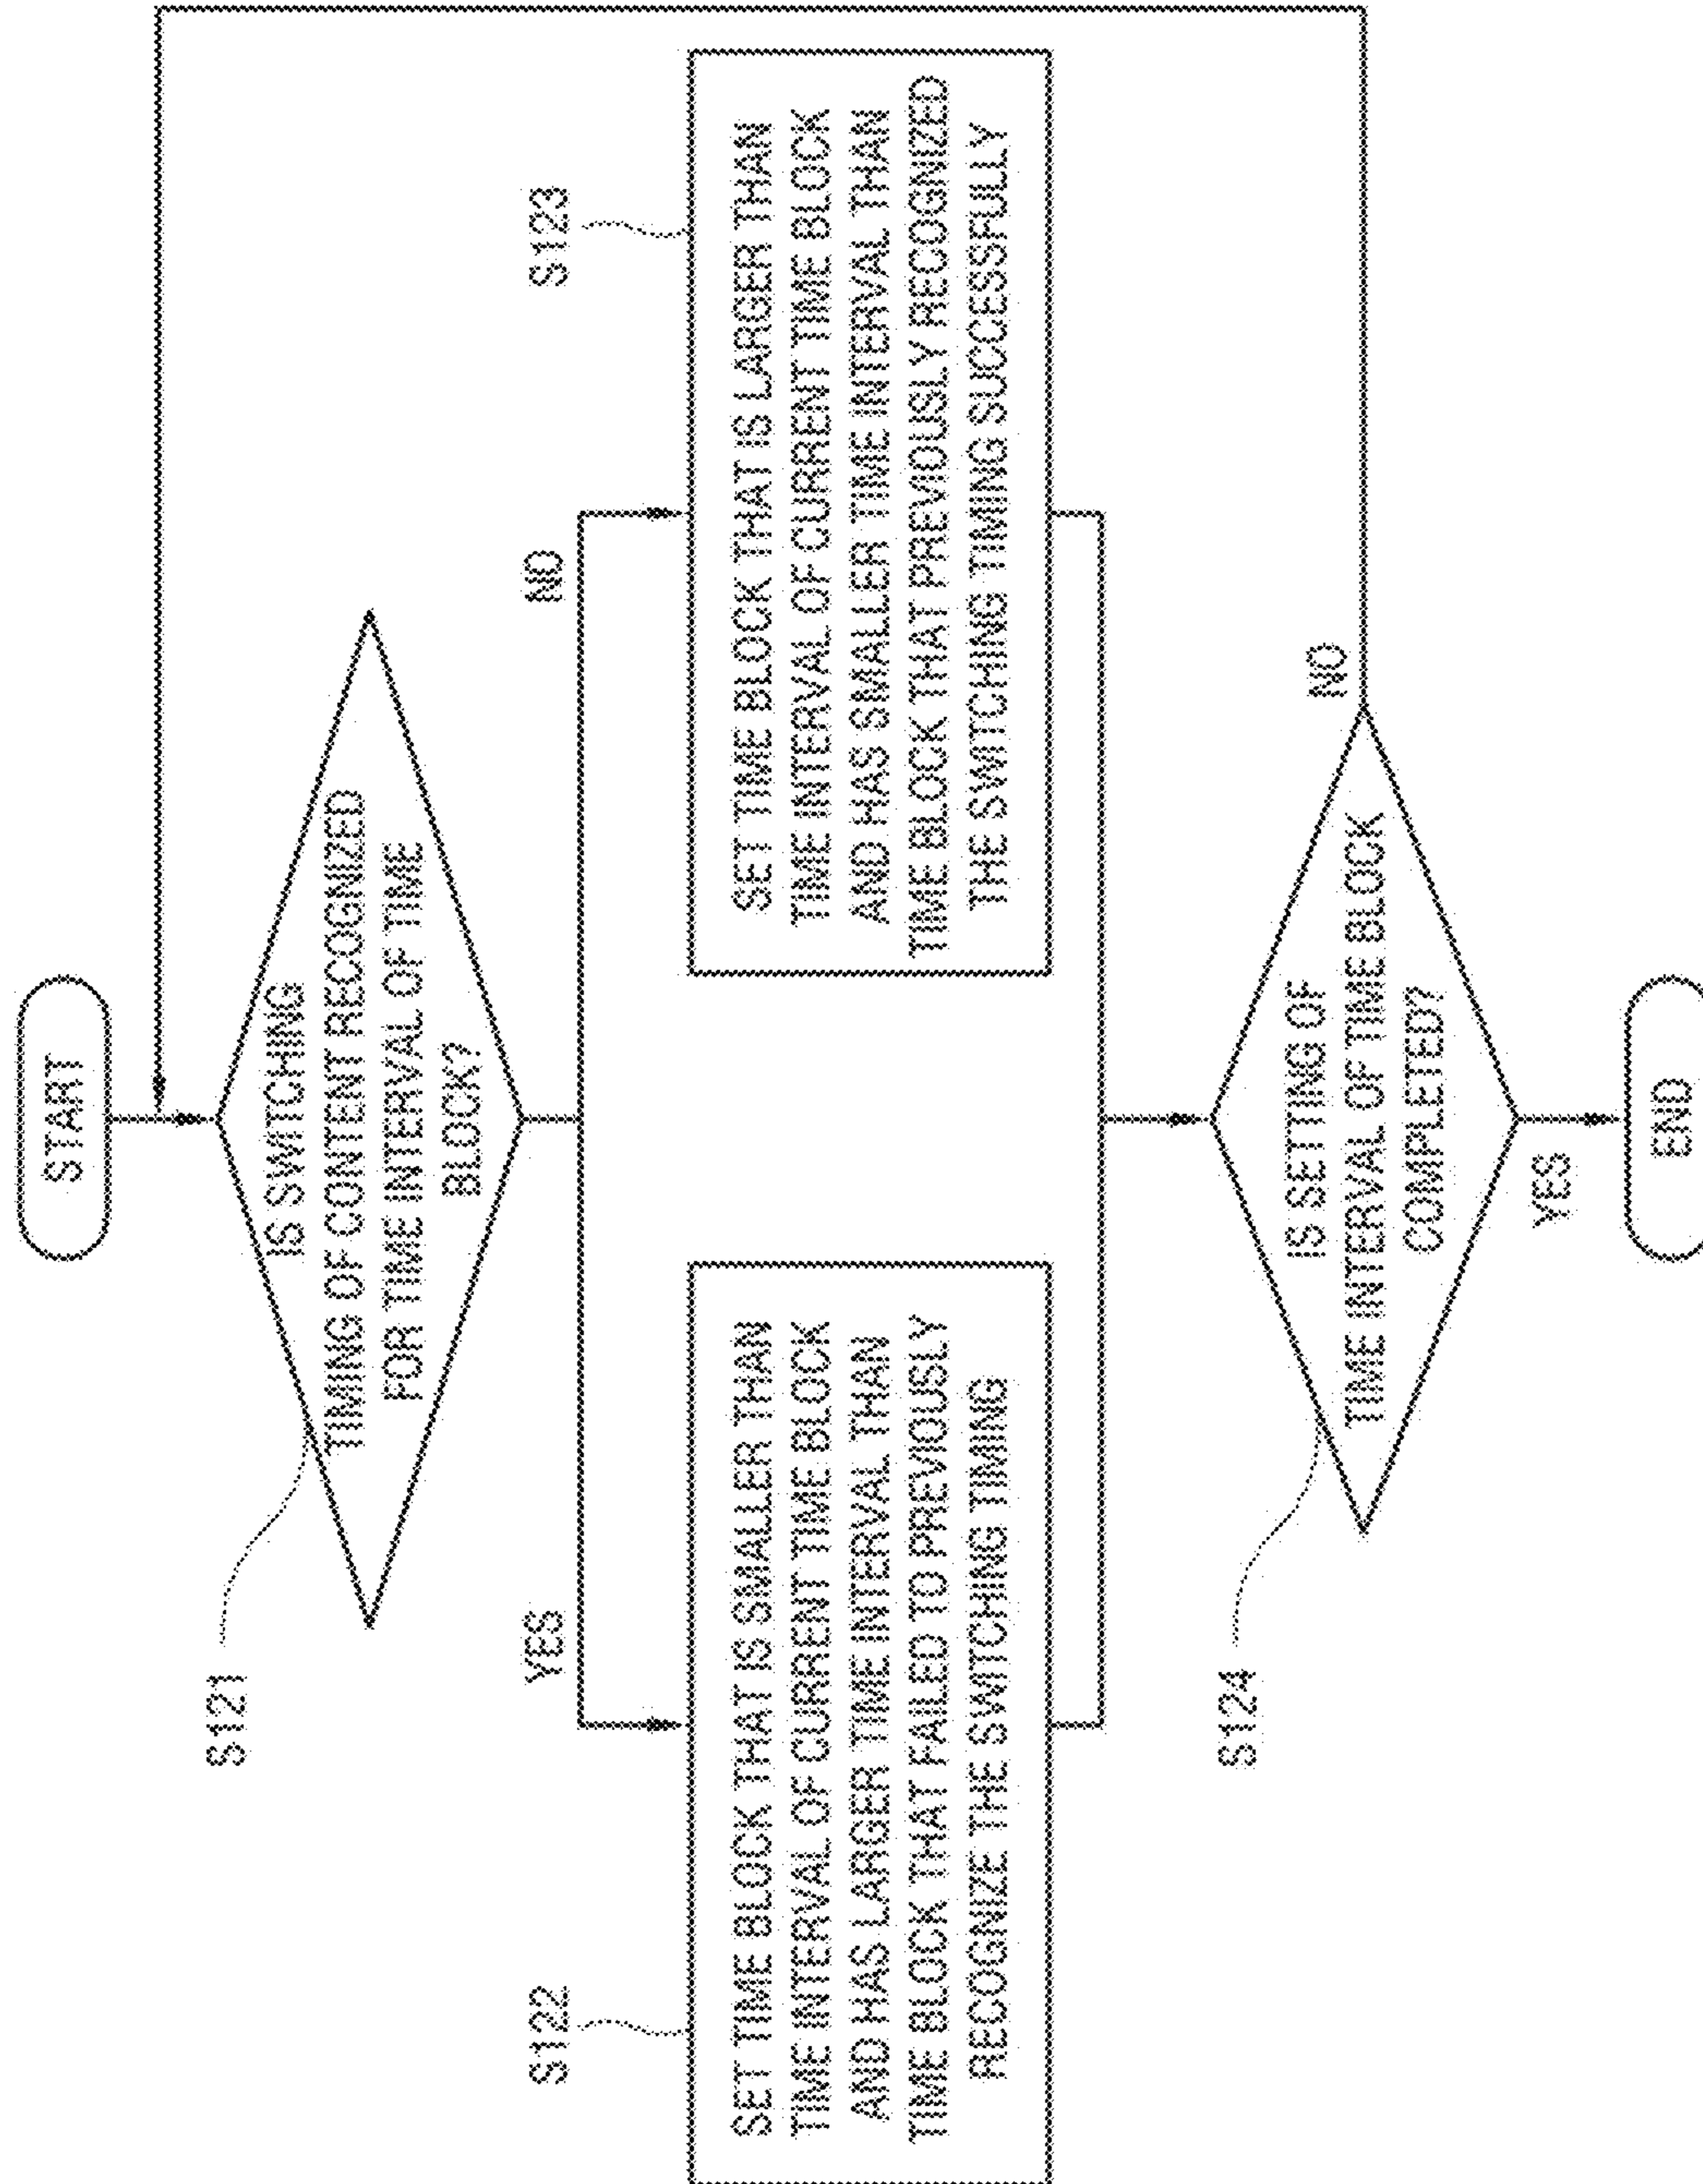 START
S121
IS SWITCHING
TIMING OF CONTENT RECOGNIZED
FOR TIME INTERVAL OF TIME
BLOCK?
YES
NO
S122
SET TIME BLOCK THAT IS SMALLER THAN
TIME INTERVAL OF CURRENT TIME BLOCK
AND HAS LARGER TIME INTERVAL THAN
TIME BLOCK THAT FAILED TO PREVIOUSLY
RECOGNIZE THE SWITCHING TIMING
S123
SET TIME BLOCK THAT IS LARGER THAN
TIME INTERVAL OF CURRENT TIME BLOCK
AND HAS SMALLER TIME INTERVAL THAN
TIME BLOCK THAT PREVIOUSLY RECOGNIZED
THE SWITCHING TIMING SUCCESSFULLY
S124
IS SETTING OF
TIME INTERVAL OF TIME BLOCK
COMPLETED?
NO
YES
END